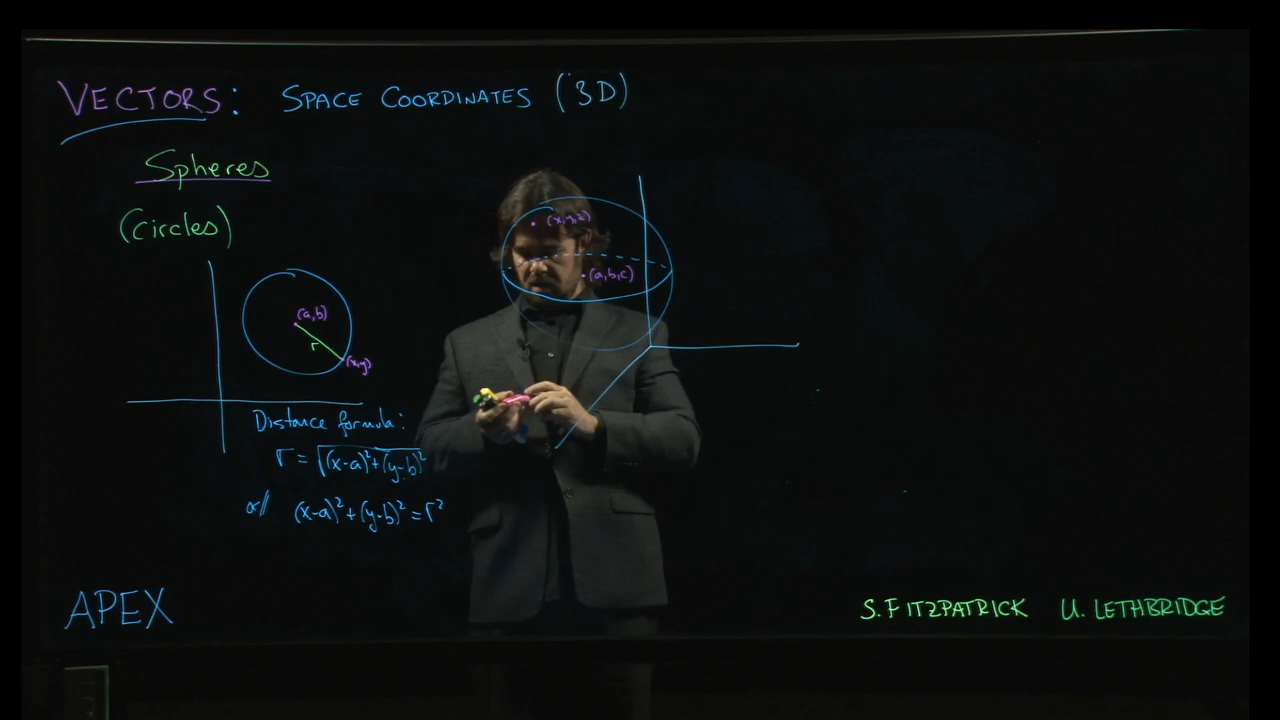 VECTORS: SPACE COORDINATES (3D)
Spheres
(circles)
(x,y,z)
(a,b,c)
(a,b)
r
(x,y)
Distance formula:
r = √(x-a)²+(y-b)²
or// (x-a)²+(y-b)² = r²
APEX
S. FITZPATRICK U. LETHBRIDGE